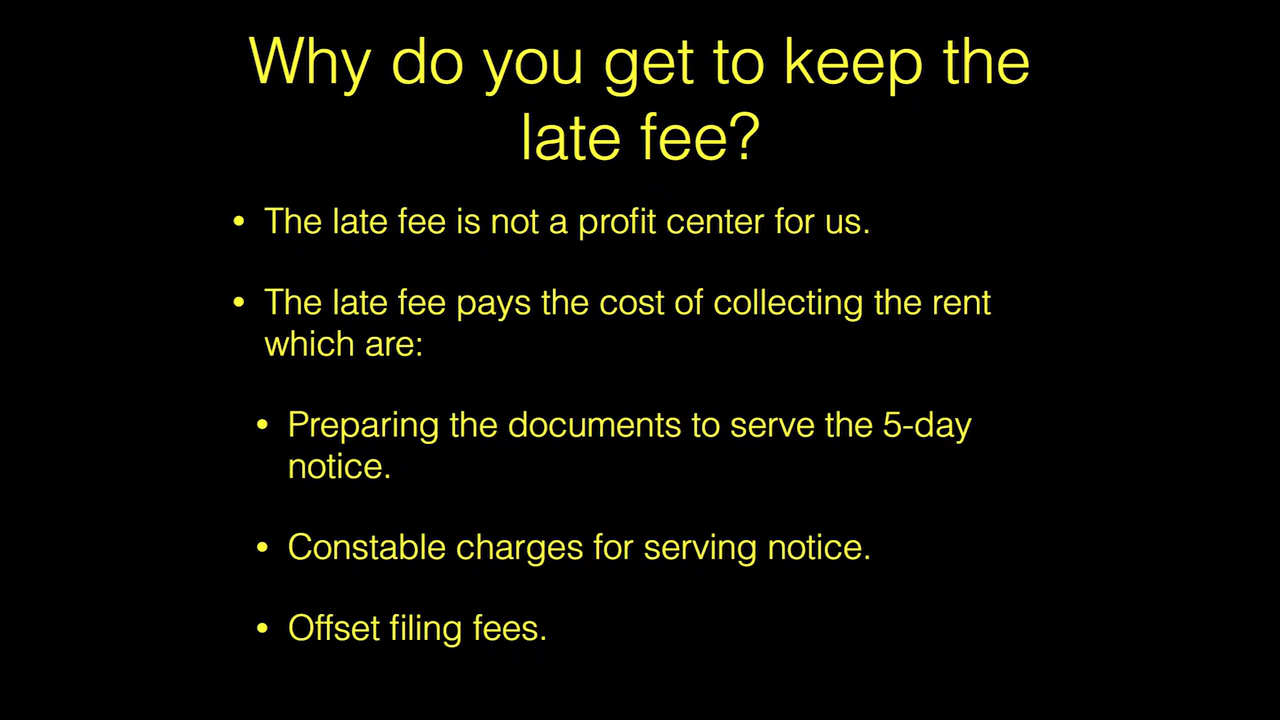 Why do you get to keep the
late fee?
• The late fee is not a profit center for us.
• The late fee pays the cost of collecting the rent
which are:
• Preparing the documents to serve the 5-day
notice.
• Constable charges for serving notice.
• Offset filing fees.